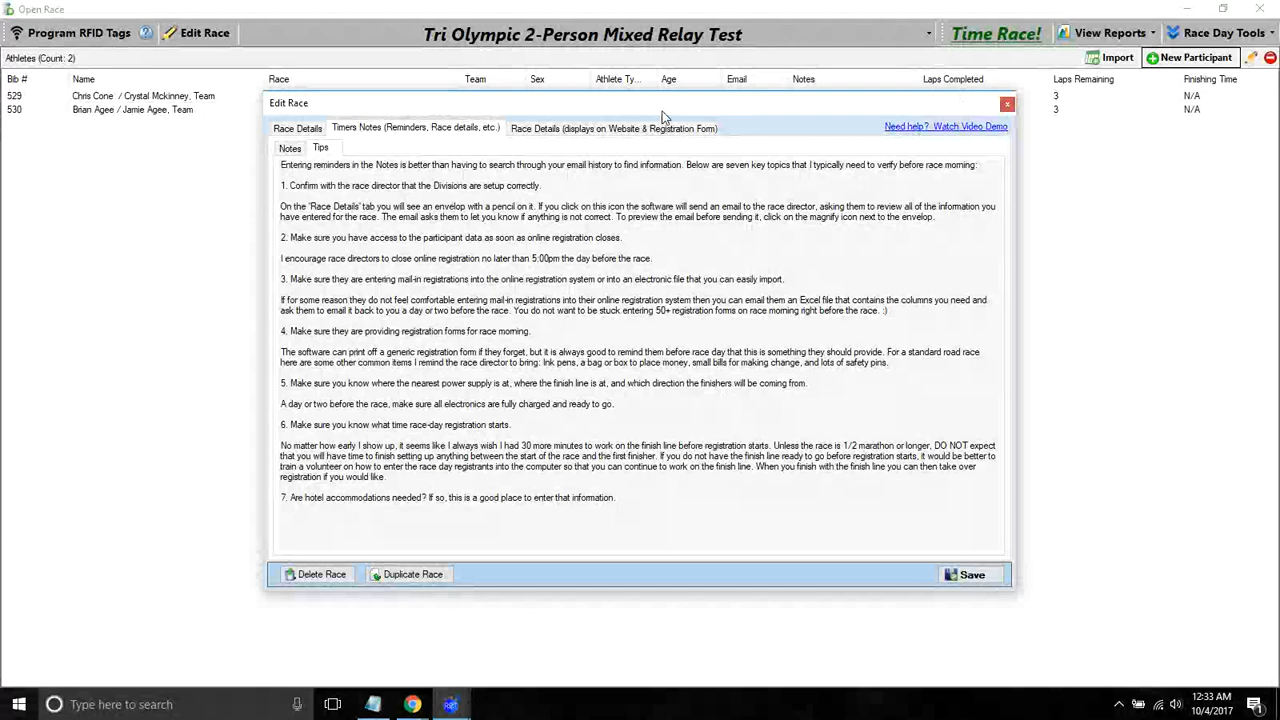 Open Race
Program RFID Tags
Edit Race
Tri Olympic 2-Person Mixed Relay Test
Time Race!
View Reports
Race Day Tools
Athletes (Count: 2)
Import
New Participant
Bib # Name Race Team Sex Athlete Ty... Age Email Notes Laps Completed Laps Remaining Finishing Time
529 Chris Cone / Crystal Mckinney, Team 3 N/A
530 Brian Agee / Jamie Agee, Team 3 N/A
Edit Race
Race Details
Timers Notes (Reminders, Race details, etc.)
Race Details (displays on Website & Registration Form)
Need help? Watch Video Demo
Notes
Tips
Entering reminders in the Notes is better than having to search through your email history to find information. Below are seven key topics that I typically need to verify before race morning:
1. Confirm with the race director that the Divisions are setup correctly.
On the 'Race Details' tab you will see an envelop with a pencil on it. If you click on this icon the software will send an email to the race director, asking them to review all of the information
you have entered for the race. The email asks them to let you know if anything is not correct. To preview the email before sending it, click on the magnify icon next to the envelop.
2. Make sure you have access to the participant data as soon as online registration closes.
I encourage race directors to close online registration no later than 5:00pm the day before the race.
3. Make sure they are entering mail-in registrations into the online registration system or into an electronic file that you can easily import.
If for some reason they do not feel comfortable entering mail-in registrations into their online registration system then you can email them an Excel file that contains the columns you need and
ask them to email it back to you a day or two before the race. You do not want to be stuck entering 50+ registration forms on race morning right before the race. :)
4. Make sure they are providing registration forms for race morning.
The software can print off a generic registration form if they forget, but it is always good to remind them before race day that this is something they should provide. For a standard road race
here are some other common items I remind the race director to bring: Ink pens, a bag or box to place money, small bills for making change, and lots of safety pins.
5. Make sure you know where the nearest power supply is at, where the finish line is at, and which direction the finishers will be coming from.
A day or two before the race, make sure all electronics are fully charged and ready to go.
6. Make sure you know what time race-day registration starts.
No matter how early I show up, it seems like I always wish I had 30 more minutes to work on the finish line before registration starts. Unless the race is 1/2 marathon or longer, DO NOT expect
that you will have time to finish setting up anything between the start of the race and the first finisher. If you do not have the finish line ready to go before registration starts, it would be better to
train a volunteer on how to enter the race day registrants into the computer so that you can continue to work on the finish line. When you finish with the finish line you can then take over
registration if you would like.
7. Are hotel accommodations needed? If so, this is a good place to enter that information.
Delete Race
Duplicate Race
Save
Type here to search
12:33 AM
10/4/2017